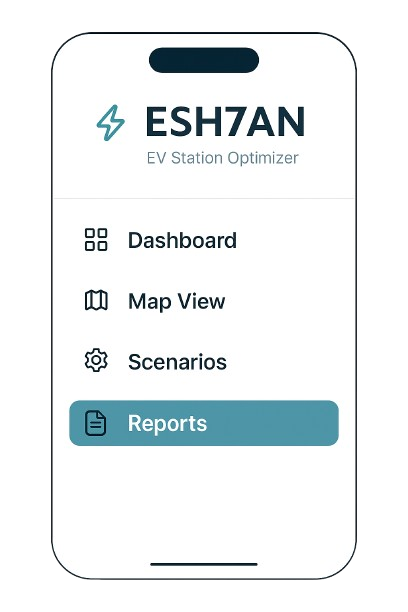 ESH7AN
EV Station Optimizer
Dashboard
Map View
Scenarios
Reports